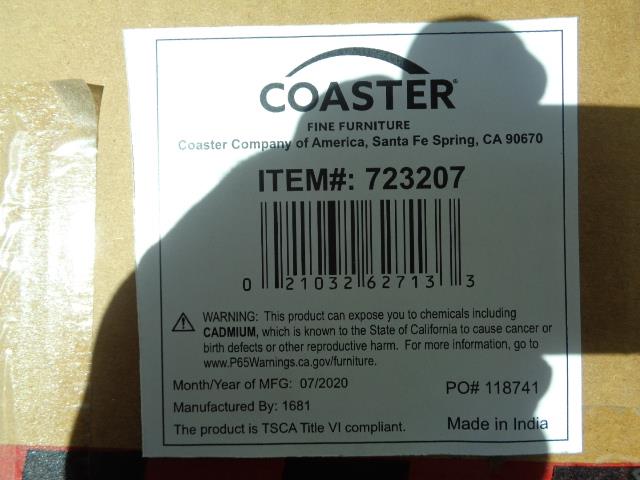 COASTER®
FINE FURNITURE
Coaster Company of America, Santa Fe Spring, CA 90670
ITEM#: 723207
0 21032 62713 3
WARNING: This product can expose you to chemicals including
CADMIUM, which is known to the State of California to cause cancer or
birth defects or other reproductive harm. For more information, go to
www.P65Warnings.ca.gov/furniture.
Month/Year of MFG: 07/2020
PO# 118741
Manufactured By: 1681
The product is TSCA Title VI compliant.
Made in India